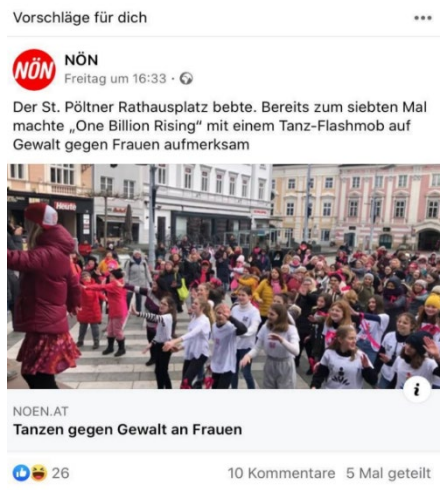 Vorschläge für dich
NÖN
NÖN
Freitag um 16:33
Der St. Pöltner Rathausplatz bebte. Bereits zum siebten Mal
machte „One Billion Rising“ mit einem Tanz-Flashmob auf
Gewalt gegen Frauen aufmerksam
Heute
i
NOEN.AT
Tanzen gegen Gewalt an Frauen
26
10 Kommentare 5 Mal geteilt